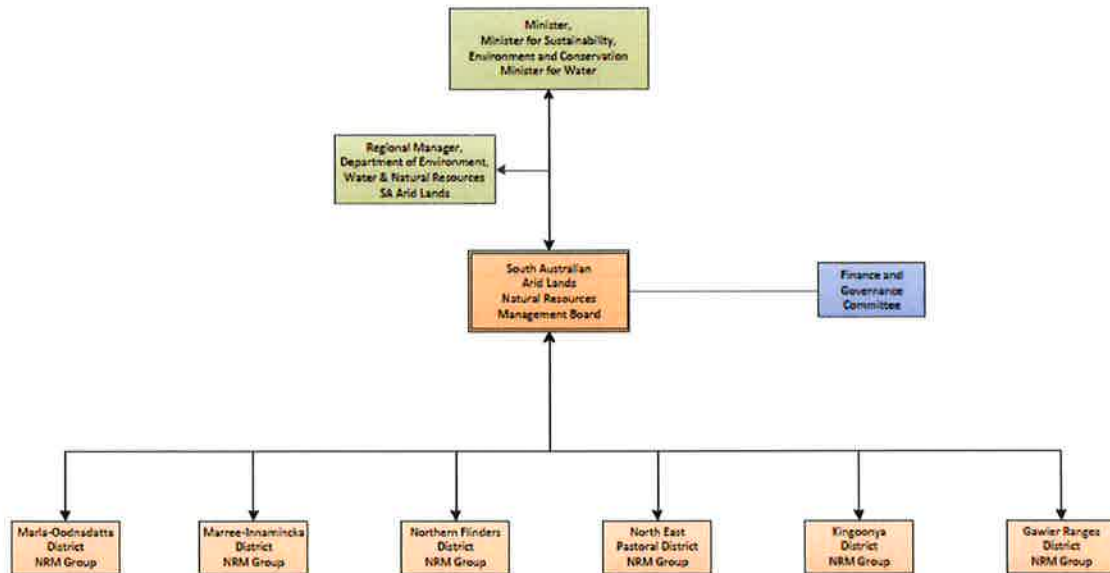 Minister,
Minister for Sustainability,
Environment and Conservation
Minister for Water
Regional Manager,
Department of Environment,
Water & Natural Resources
SA Arid Lands
South Australian
Arid Lands
Natural Resources
Management Board
Finance and
Governance
Committee
Marla-Oodnadatta
District
NRM Group
Marree-Innamincka
District
NRM Group
Northern Flinders
District
NRM Group
North East
Pastoral District
NRM Group
Kingoonya
District
NRM Group
Gawler Ranges
District
NRM Group